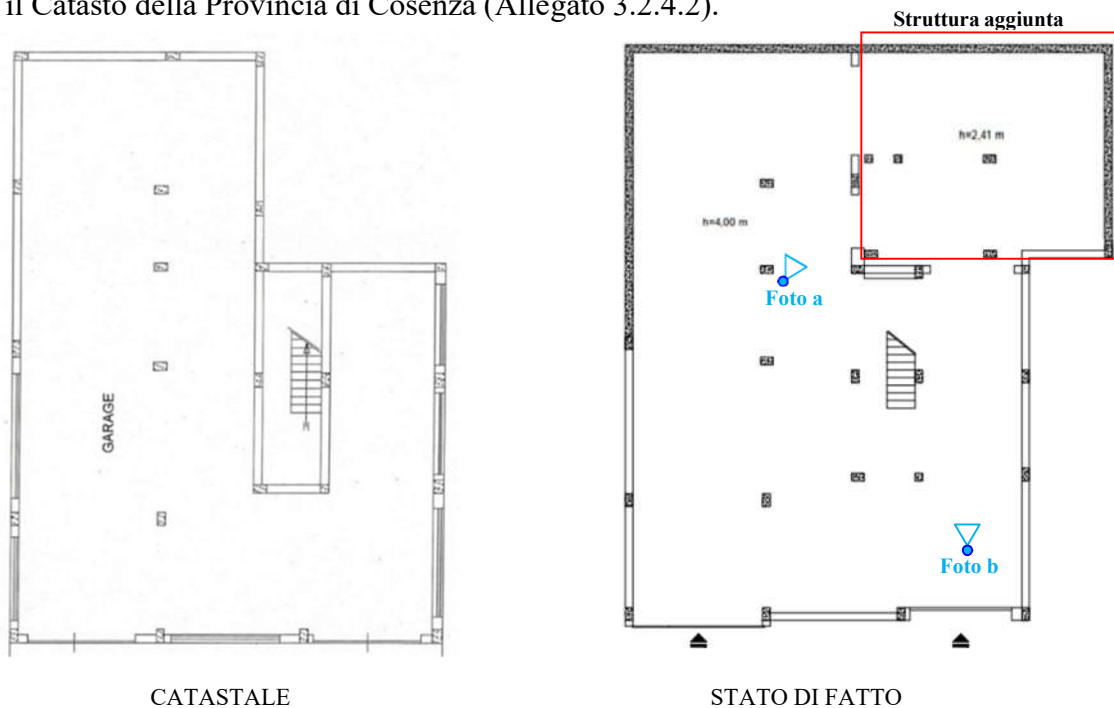 il Catasto della Provincia di Cosenza (Allegato 3.2.4.2).
Struttura aggiunta
h=2,41 m
h=4,00 m
Foto a
GARAGE
Foto b
CATASTALE
STATO DI FATTO